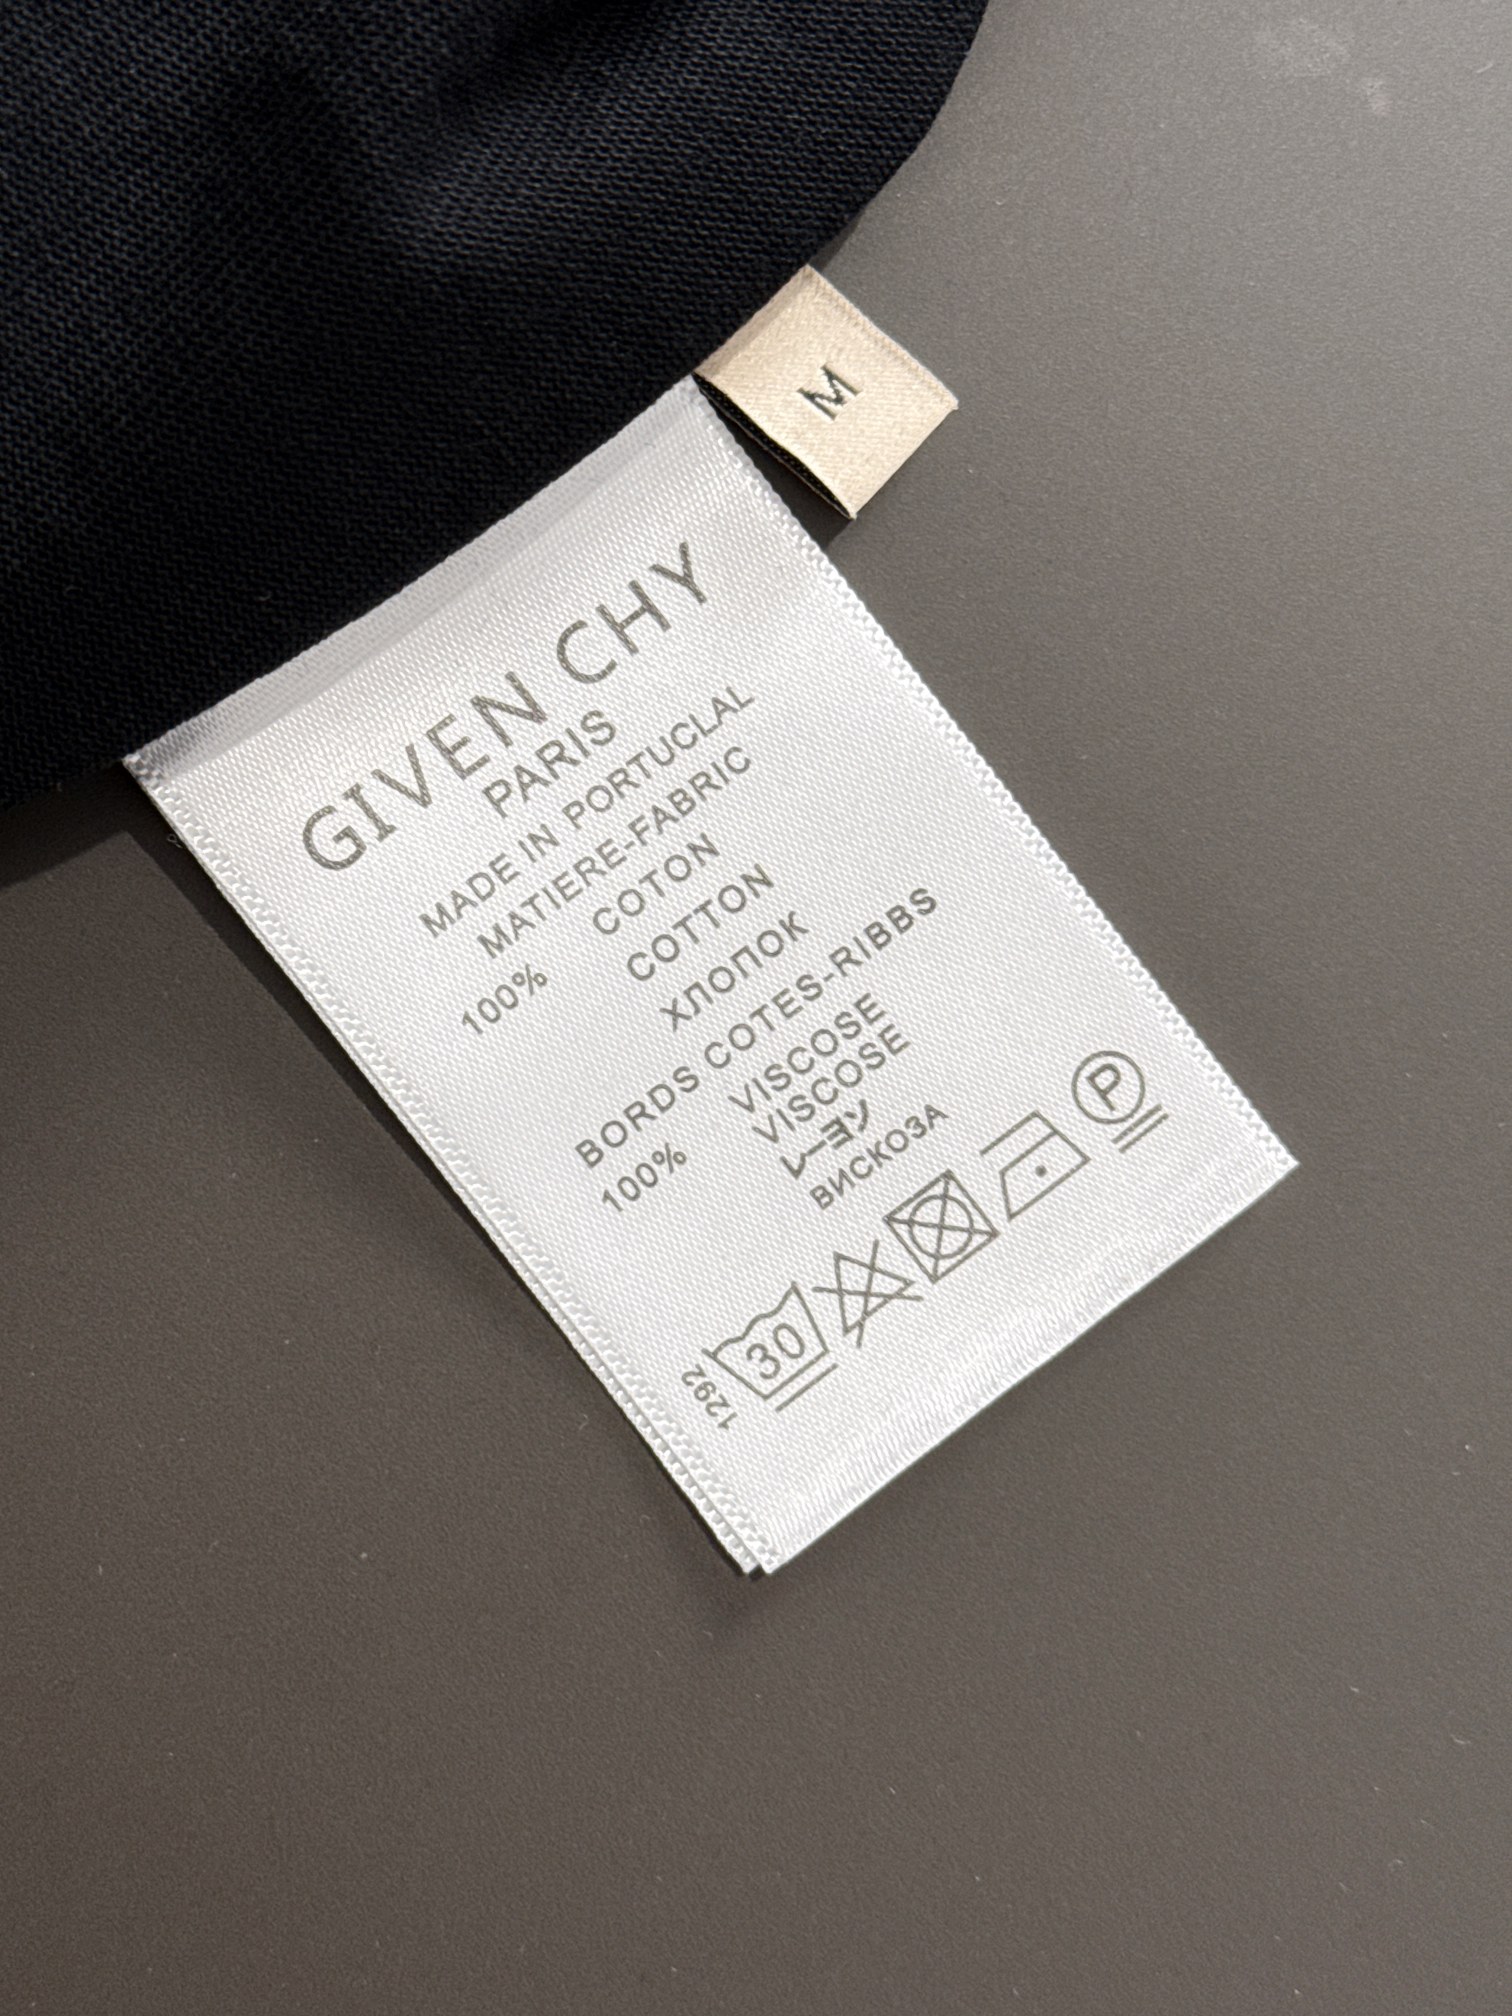 M
GIVEN CHY
PARIS
MADE IN PORTUCLAL
MATIERE-FABRIC
100% COTON
COTTON
ХЛОПОК
BORDS COTES-RIBBS
100% VISCOSE
VISCOSE
レーヨン
ВИСКОЗА
1292
30
P